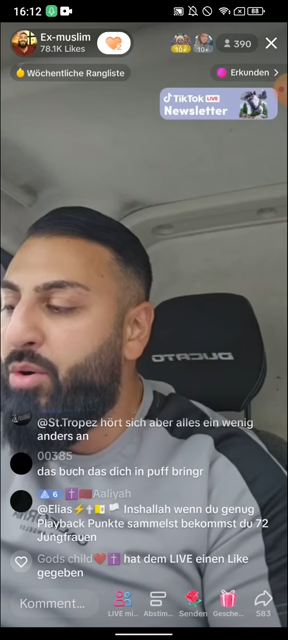 16:12
88
Ex-muslim
78.1K Likes
10+
10+
390
Wöchentliche Rangliste
Erkunden >
TikTok LIVE
Newsletter
DUCATO
@St.Tropez hört sich aber alles ein wenig
anders an
00385
das buch das dich in puff bringr
6 Aaliyah
@Elias Inshallah wenn du genug
Playback Punkte sammelst bekommst du 72
Jungfrauen
Gods child hat dem LIVE einen Like
gegeben
Komment...
LIVE mi...
Abstim...
Senden
Gesche...
583